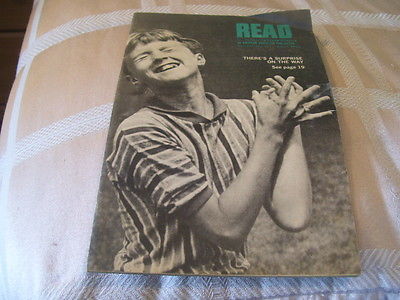 READ
THERE'S A SURPRISE
ON THE WAY
See page 19